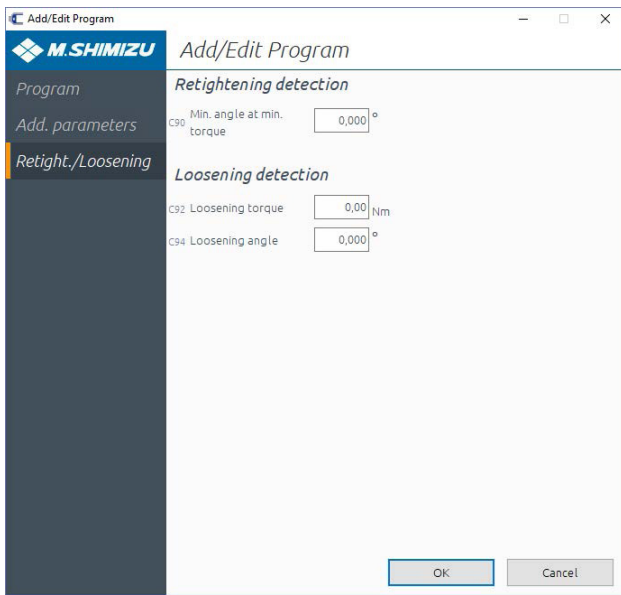 Add/Edit Program
M.SHIMIZU
Add/Edit Program
Program
Add. parameters
Retight./Loosening
Retightening detection
C90 Min. angle at min.
torque
0,000 °
Loosening detection
C92 Loosening torque 0,00 Nm
C94 Loosening angle 0,000 °
OK Cancel